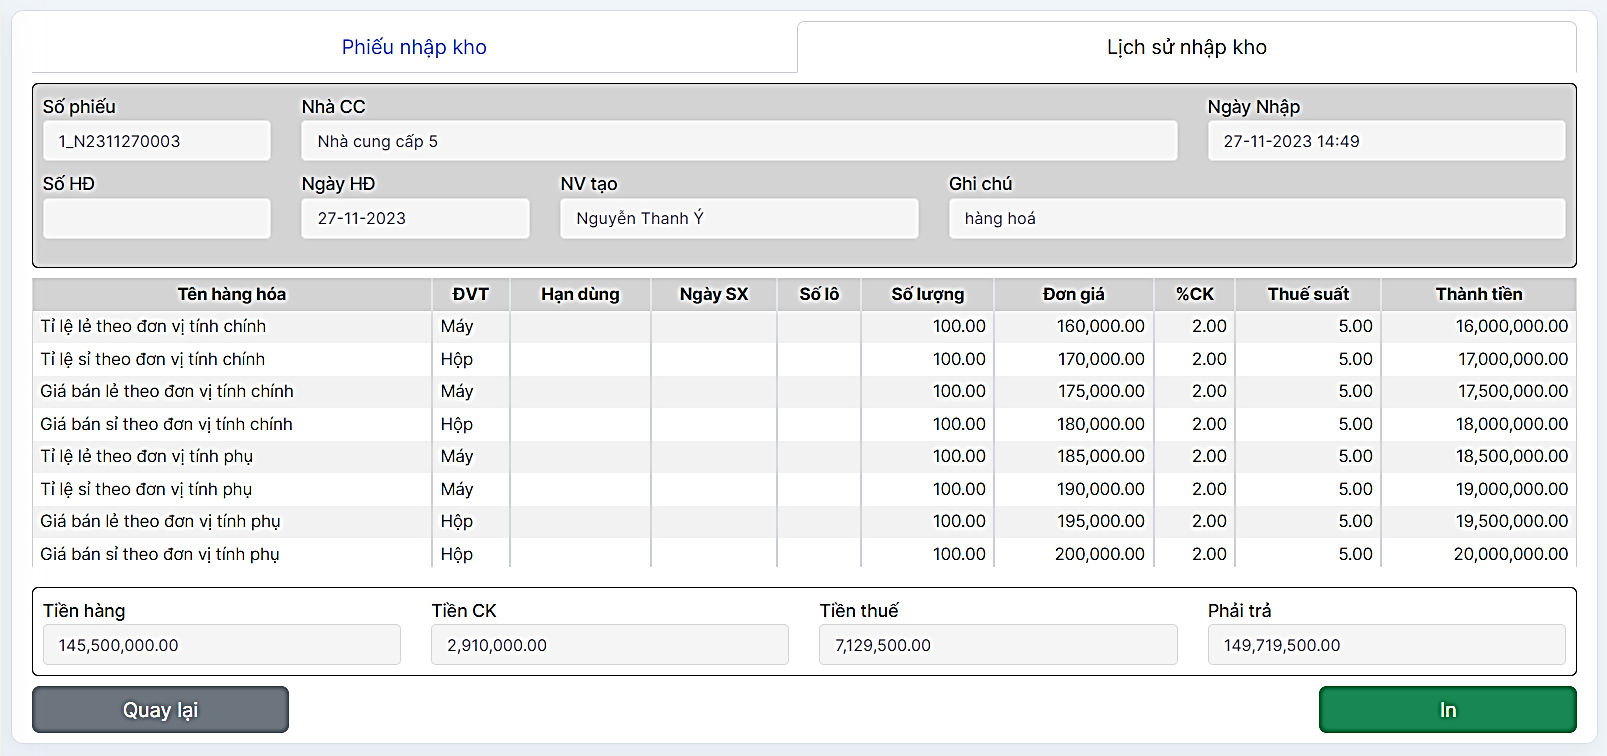 Phiếu nhập kho
Lịch sử nhập kho
Số phiếu Nhà CC Ngày Nhập
1_N2311270003 Nhà cung cấp 5 27-11-2023 14:49
Số HĐ Ngày HĐ NV tạo Ghi chú
27-11-2023 Nguyễn Thanh Ý hàng hoá
Tên hàng hóa ĐVT Hạn dùng Ngày SX Số lô Số lượng Đơn giá %CK Thuế suất Thành tiền
Tỉ lệ lẻ theo đơn vị tính chính Máy 100.00 160,000.00 2.00 5.00 16,000,000.00
Tỉ lệ sỉ theo đơn vị tính chính Hộp 100.00 170,000.00 2.00 5.00 17,000,000.00
Giá bán lẻ theo đơn vị tính chính Máy 100.00 175,000.00 2.00 5.00 17,500,000.00
Giá bán sỉ theo đơn vị tính chính Hộp 100.00 180,000.00 2.00 5.00 18,000,000.00
Tỉ lệ lẻ theo đơn vị tính phụ Máy 100.00 185,000.00 2.00 5.00 18,500,000.00
Tỉ lệ sỉ theo đơn vị tính phụ Máy 100.00 190,000.00 2.00 5.00 19,000,000.00
Giá bán lẻ theo đơn vị tính phụ Hộp 100.00 195,000.00 2.00 5.00 19,500,000.00
Giá bán sỉ theo đơn vị tính phụ Hộp 100.00 200,000.00 2.00 5.00 20,000,000.00
Tiền hàng Tiền CK Tiền thuế Phải trả
145,500,000.00 2,910,000.00 7,129,500.00 149,719,500.00
Quay lại In